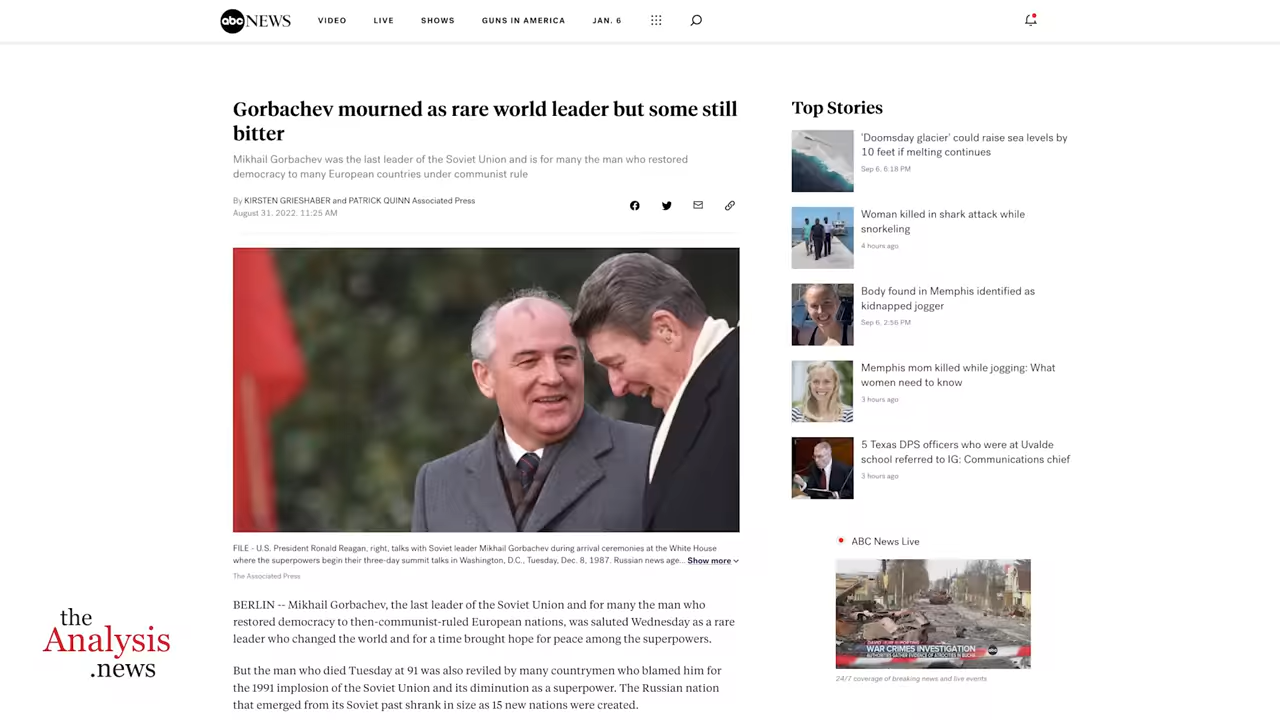 abc NEWS VIDEO LIVE SHOWS GUNS IN AMERICA JAN. 6
Gorbachev mourned as rare world leader but some still
bitter
Mikhail Gorbachev was the last leader of the Soviet Union and is for many the man who restored
democracy to many European countries under communist rule
By KIRSTEN GRIESHABER and PATRICK QUINN Associated Press
August 31, 2022, 11:25 AM
FILE - U.S. President Ronald Reagan, right, talks with Soviet leader Mikhail Gorbachev during arrival ceremonies at the White House
where the superpowers begin their three-day summit talks in Washington, D.C., Tuesday, Dec. 8, 1987. Russian news age... Show more
The Associated Press
BERLIN -- Mikhail Gorbachev, the last leader of the Soviet Union and for many the man who
restored democracy to then-communist-ruled European nations, was saluted Wednesday as a rare
leader who changed the world and for a time brought hope for peace among the superpowers.
But the man who died Tuesday at 91 was also reviled by many countrymen who blamed him for
the 1991 implosion of the Soviet Union and its diminution as a superpower. The Russian nation
that emerged from its Soviet past shrank in size as 15 new nations were created.
Top Stories
'Doomsday glacier' could raise sea levels by
10 feet if melting continues
Sep 6, 6:18 PM
Woman killed in shark attack while
snorkeling
4 hours ago
Body found in Memphis identified as
kidnapped jogger
Sep 6, 2:56 PM
Memphis mom killed while jogging: What
women need to know
3 hours ago
5 Texas DPS officers who were at Uvalde
school referred to IG: Communications chief
3 hours ago
ABC News Live
WAR CRIMES INVESTIGATION
AUTHORITIES GATHER EVIDENCE OF ATROCITIES IN BUCHA
abc
24/7 coverage of breaking news and live events
the
Analysis
.news